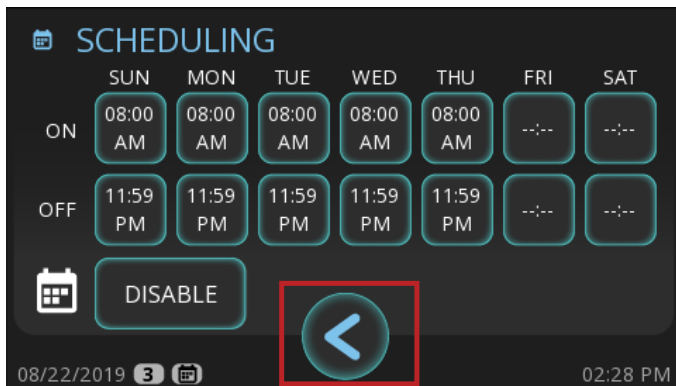 SCHEDULING
SUN MON TUE WED THU FRI SAT
ON 08:00 AM 08:00 AM 08:00 AM 08:00 AM 08:00 AM --:-- --:--
OFF 11:59 PM 11:59 PM 11:59 PM 11:59 PM 11:59 PM --:-- --:--
DISABLE
<
08/22/2019 3 02:28 PM